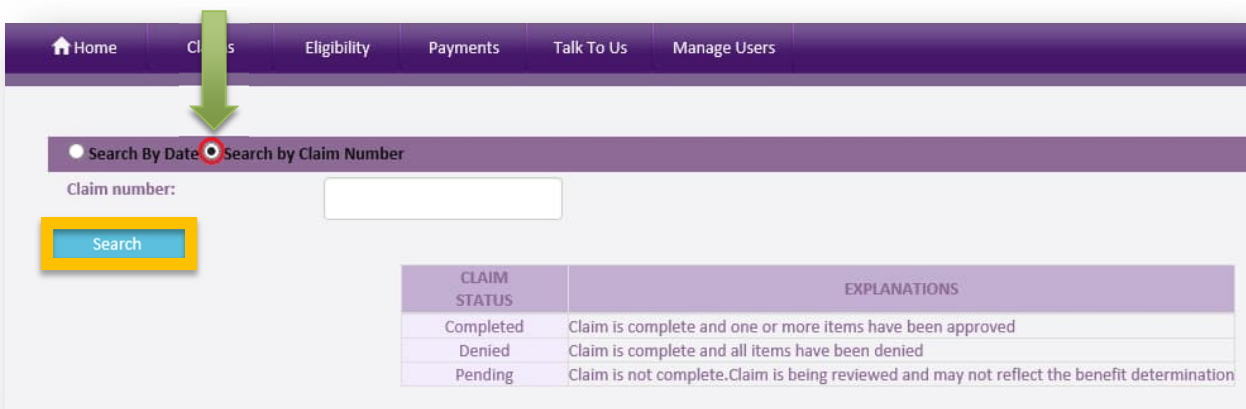 Home Eligibility Payments Talk To Us Manage Users
Search By Date Search by Claim Number
Claim number:
Search
CLAIM STATUS EXPLANATIONS
Completed Claim is complete and one or more items have been approved
Denied Claim is complete and all items have been denied
Pending Claim is not complete.Claim is being reviewed and may not reflect the benefit determination